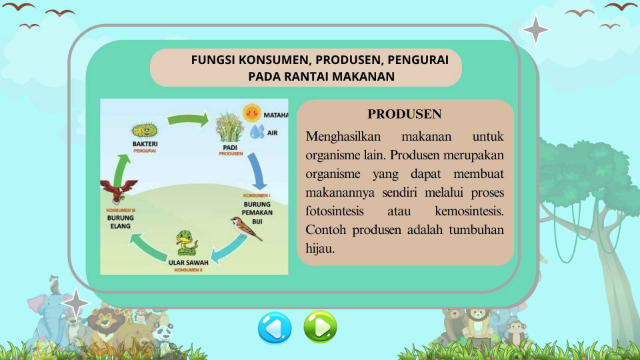 FUNGSI KONSUMEN, PRODUSEN, PENGURAI
PADA RANTAI MAKANAN
MATAHA
AIR
BAKTERI
PENGURAI
PADI
PRODUSEN
KONSUMEN I
BURUNG
PEMAKAN
BIJI
ULAR SAWAH
KONSUMEN II
KONSUMEN III
BURUNG
ELANG
PRODUSEN
Menghasilkan makanan untuk
organisme lain. Produsen merupakan
organisme yang dapat membuat
makanannya sendiri melalui proses
fotosintesis atau kemosintesis.
Contoh produsen adalah tumbuhan
hijau.